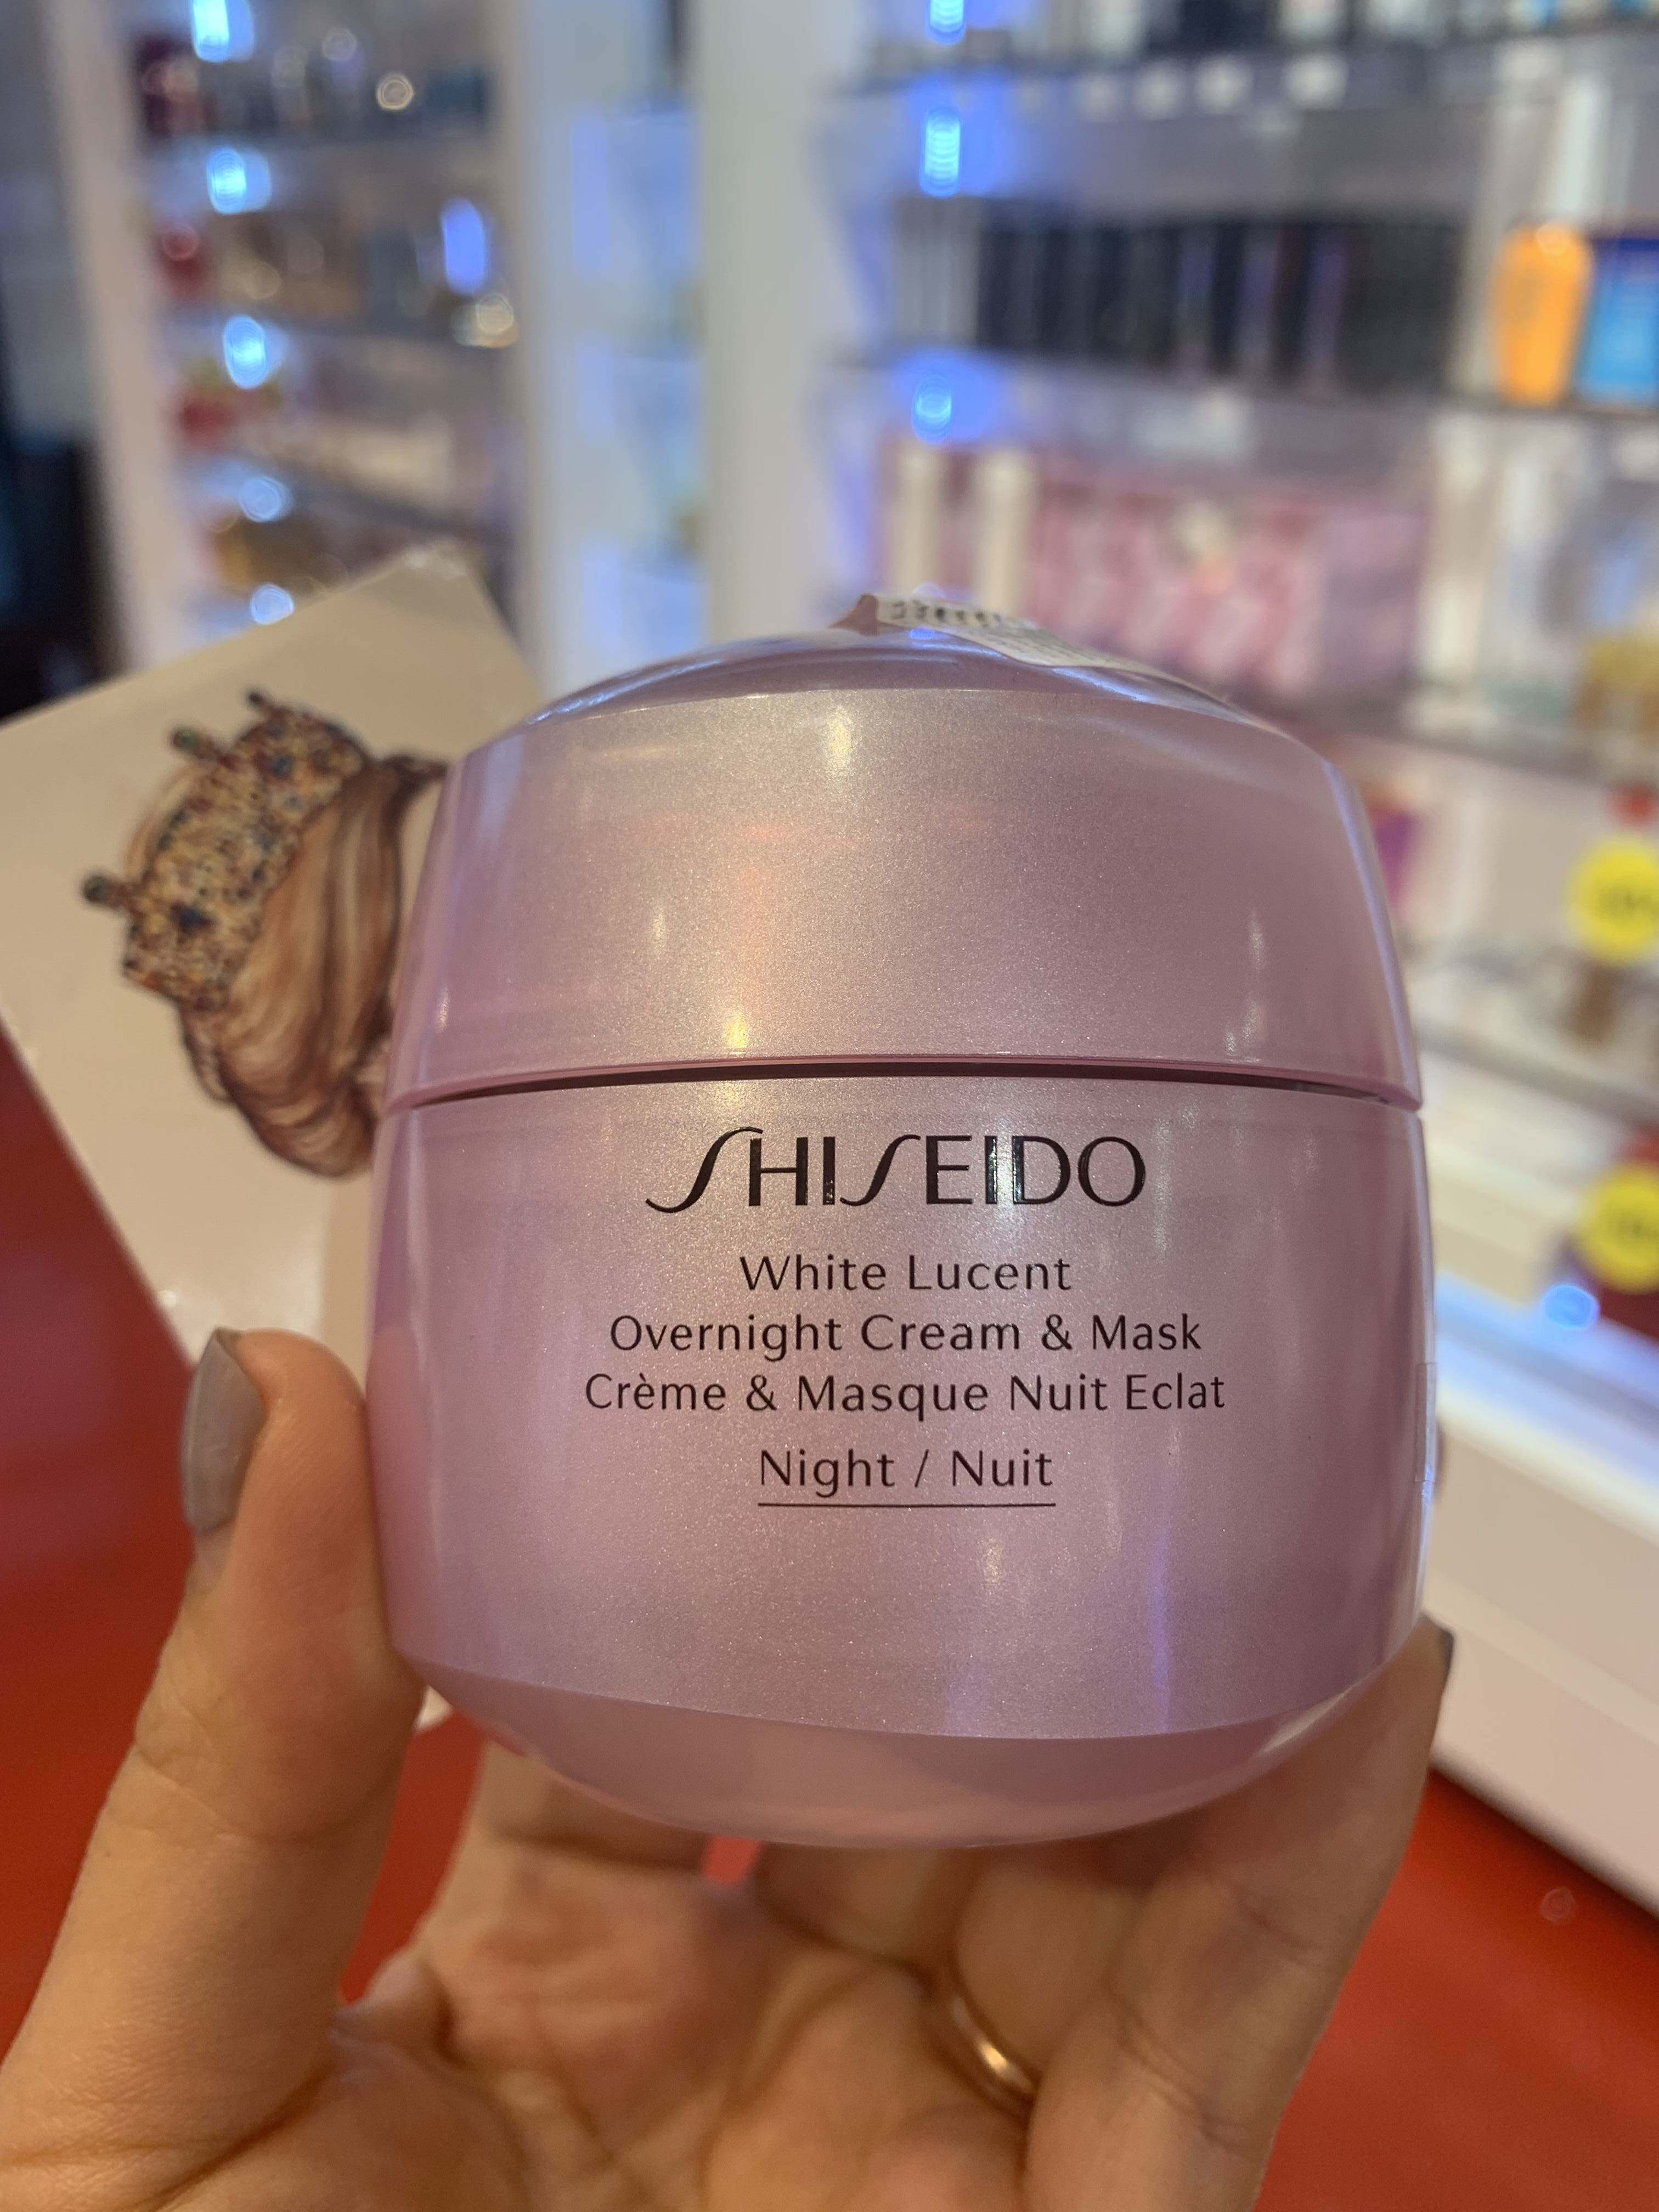 SHISEIDO
White Lucent
Overnight Cream & Mask
Crème & Masque Nuit Eclat
Night / Nuit